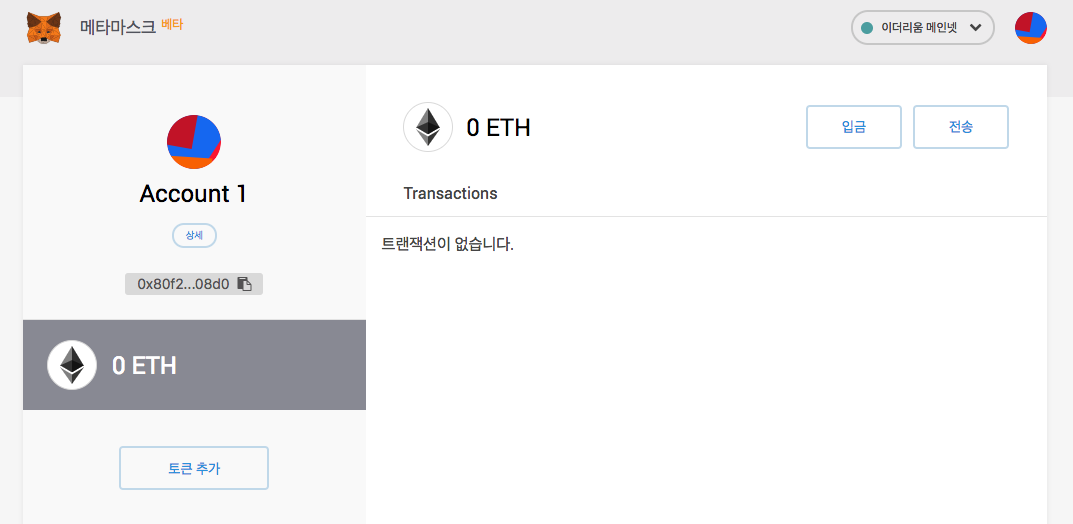 메타마스크 베타
이더리움 메인넷
Account 1
상세
0x80f2...08d0
0 ETH
토큰 추가
0 ETH
입금
전송
Transactions
트랜잭션이 없습니다.